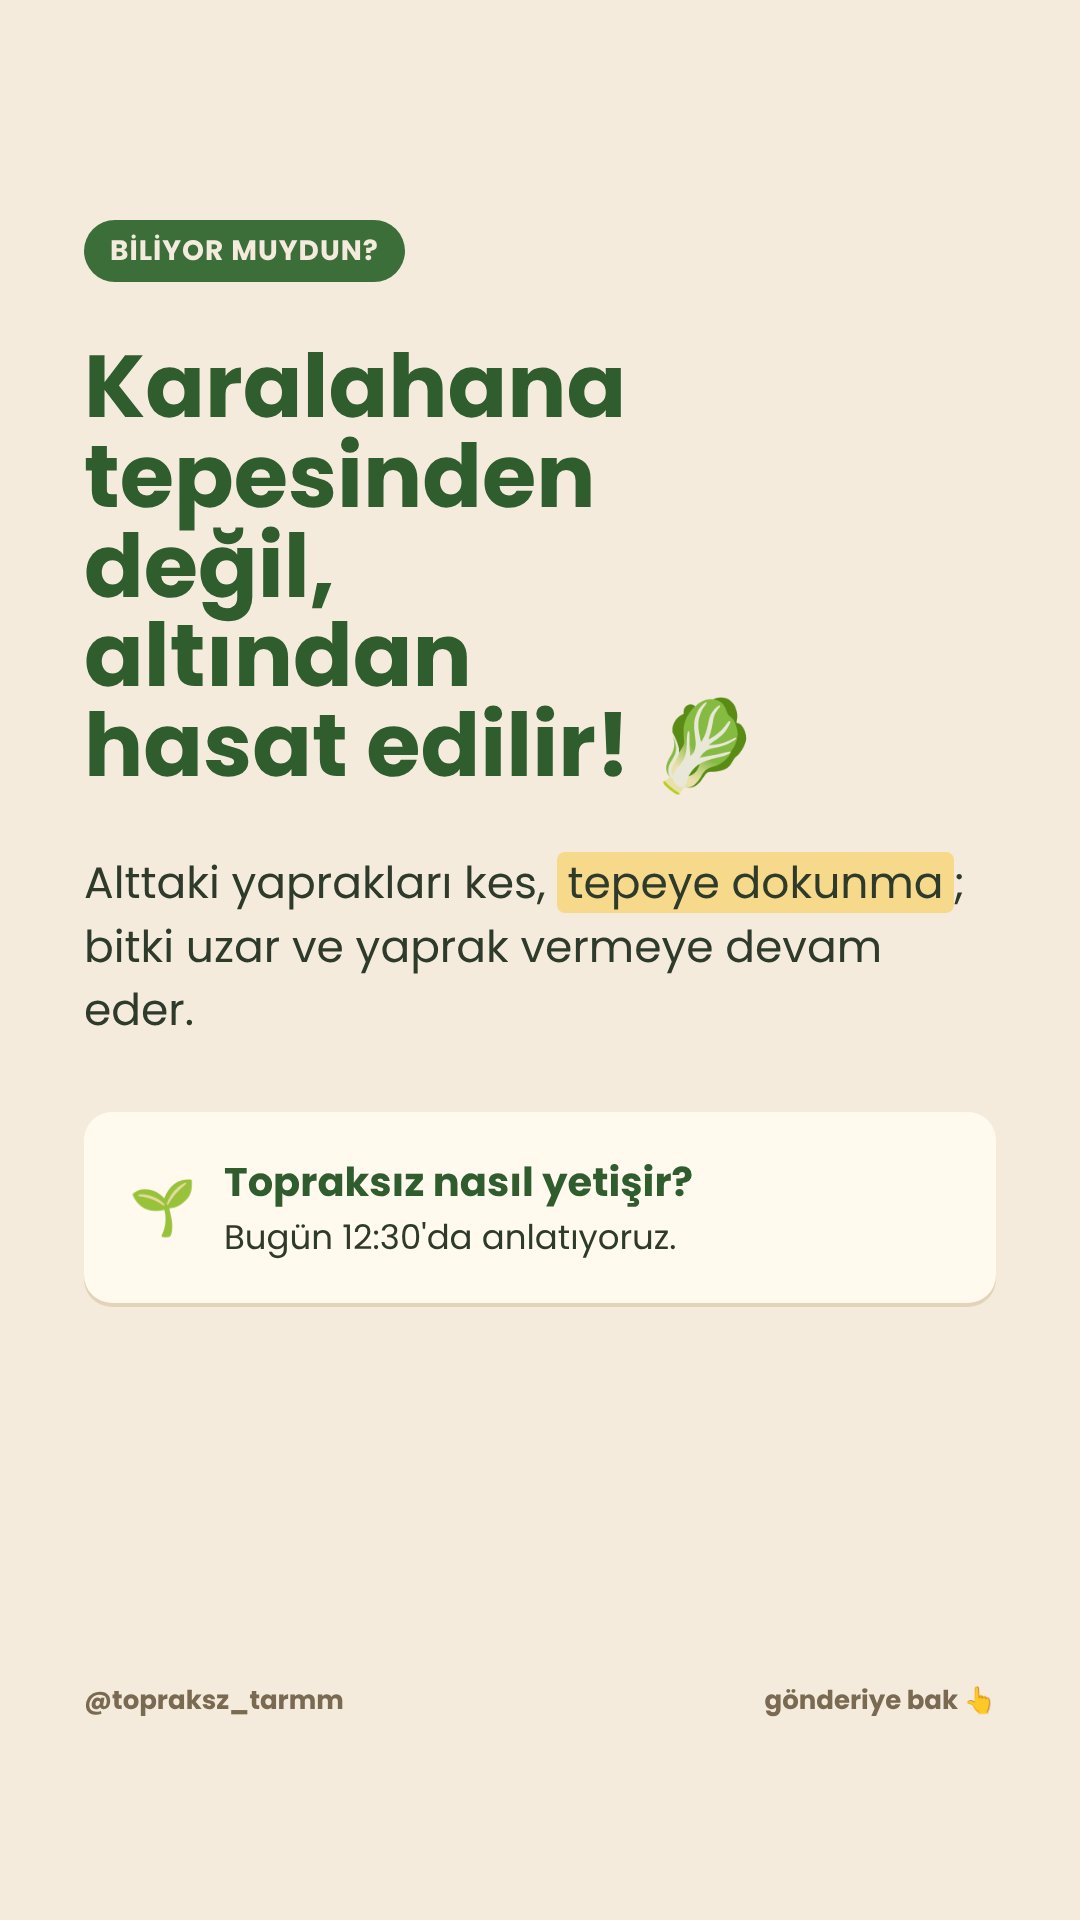 BİLİYOR MUYDUN?
Karalahana
tepesinden
değil,
altından
hasat edilir! 🥬
Alttaki yaprakları kes, tepeye dokunma;
bitki uzar ve yaprak vermeye devam
eder.
🌱 Topraksız nasıl yetişir?
Bugün 12:30'da anlatıyoruz.
@topraksz_tarmm
gönderiye bak 👆